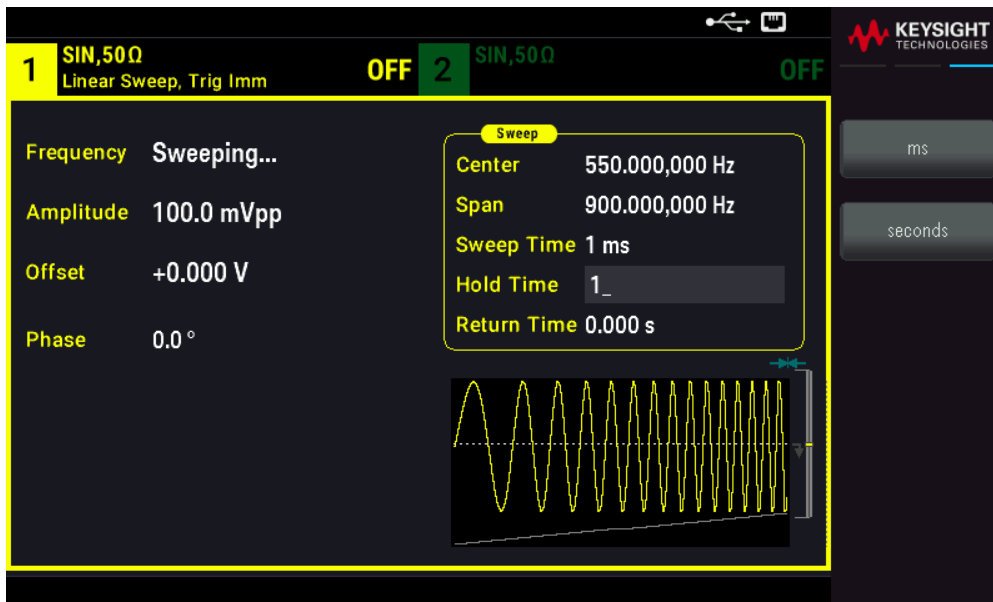 KEYSIGHT
TECHNOLOGIES
1 SIN,50Ω OFF 2 SIN,50Ω OFF
Linear Sweep, Trig Imm
Frequency Sweeping...
Amplitude 100.0 mVpp
Offset +0.000 V
Phase 0.0 °
Sweep
Center 550.000,000 Hz
Span 900.000,000 Hz
Sweep Time 1 ms
Hold Time 1_
Return Time 0.000 s
ms
seconds